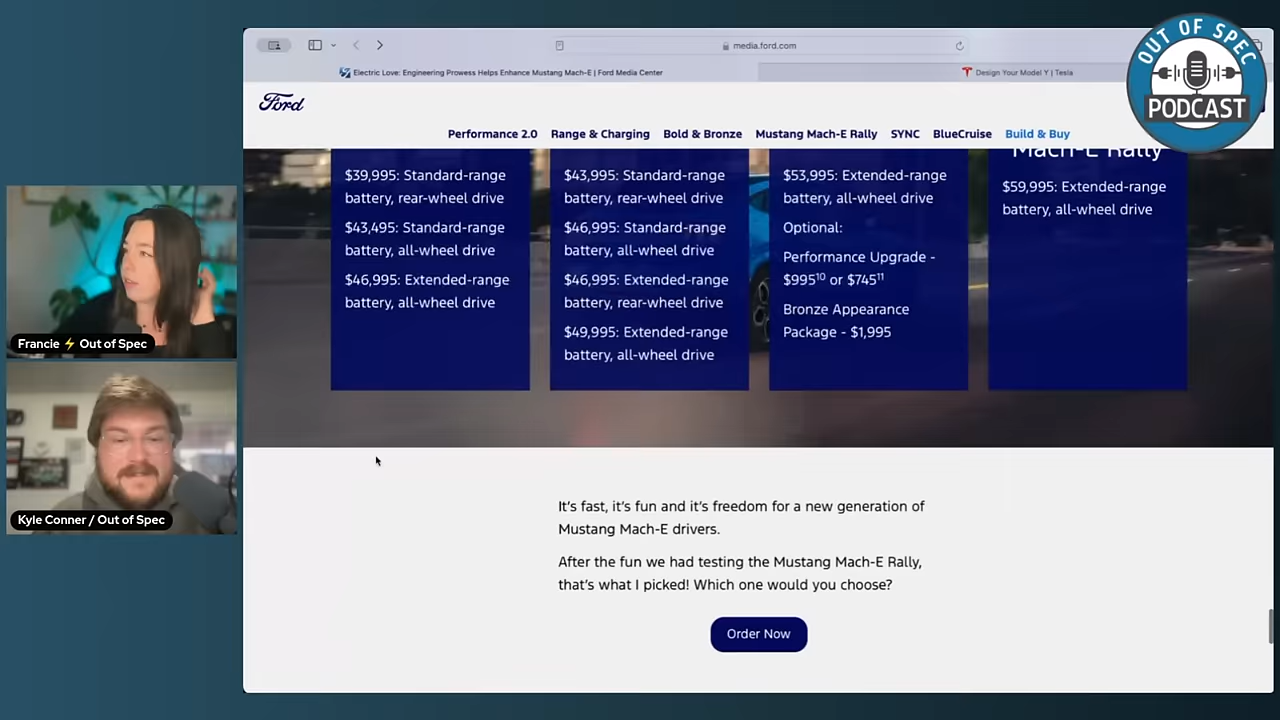 media.ford.com
Electric Love: Engineering Prowess Helps Enhance Mustang Mach-E | Ford Media Center
Design Your Model Y | Tesla
OUT OF SPEC
PODCAST
Ford
Performance 2.0
Range & Charging
Bold & Bronze
Mustang Mach-E Rally
SYNC
BlueCruise
Build & Buy
$39,995: Standard-range
battery, rear-wheel drive
$43,495: Standard-range
battery, all-wheel drive
$46,995: Extended-range
battery, all-wheel drive
$43,995: Standard-range
battery, rear-wheel drive
$46,995: Standard-range
battery, all-wheel drive
$46,995: Extended-range
battery, rear-wheel drive
$49,995: Extended-range
battery, all-wheel drive
$53,995: Extended-range
battery, all-wheel drive
Optional:
Performance Upgrade -
$995¹⁰ or $745¹¹
Bronze Appearance
Package - $1,995
Mach-E Rally
$59,995: Extended-range
battery, all-wheel drive
It's fast, it's fun and it's freedom for a new generation of
Mustang Mach-E drivers.
After the fun we had testing the Mustang Mach-E Rally,
that's what I picked! Which one would you choose?
Order Now
Francie ⚡ Out of Spec
Kyle Conner / Out of Spec